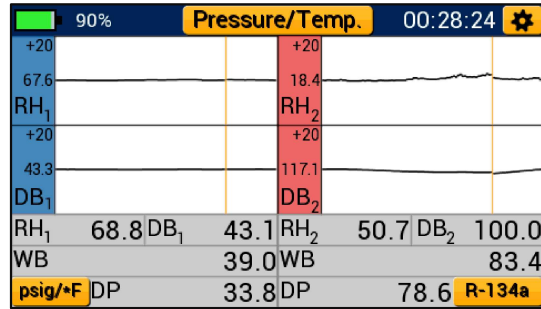 90% Pressure/Temp. 00:28:24
+20 +20
67.6 18.4
RH₁ RH₂
+20 +20
43.3 117.1
DB₁ DB₂
RH₁ 68.8 DB₁ 43.1 RH₂ 50.7 DB₂ 100.0
WB 39.0 WB 83.4
psig/*F DP 33.8 DP 78.6 R-134a